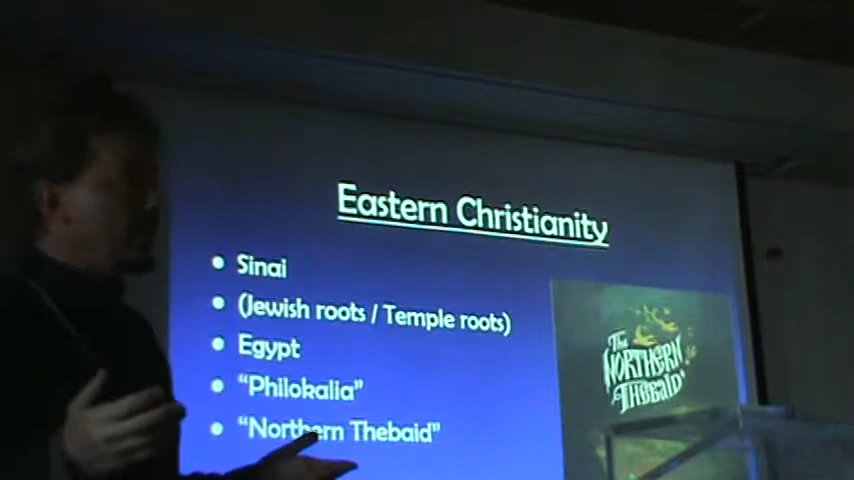 Eastern Christianity
• Sinai
• (Jewish roots / Temple roots)
• Egypt
• “Philokalia”
• “Northern Thebaid”
The
NORTHERN
THEBAID